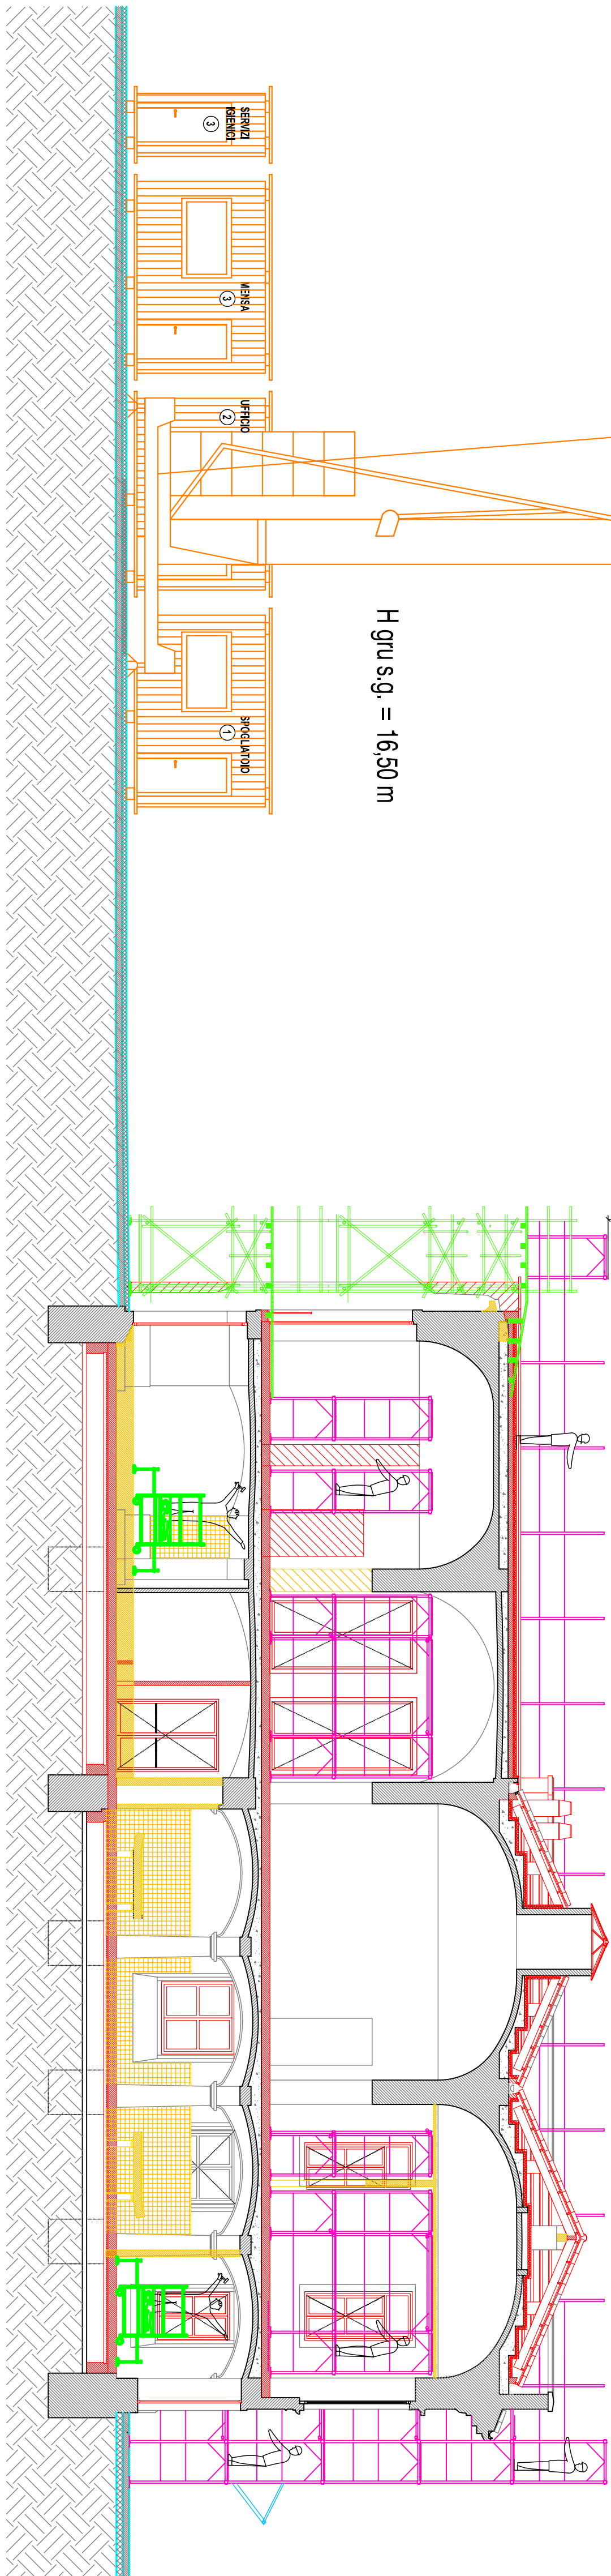 SERVIZI
IGIENICI
3
MENSA
3
UFFICIO
2
SPOGLIATOIO
1
H gru s.g. = 16,50 m